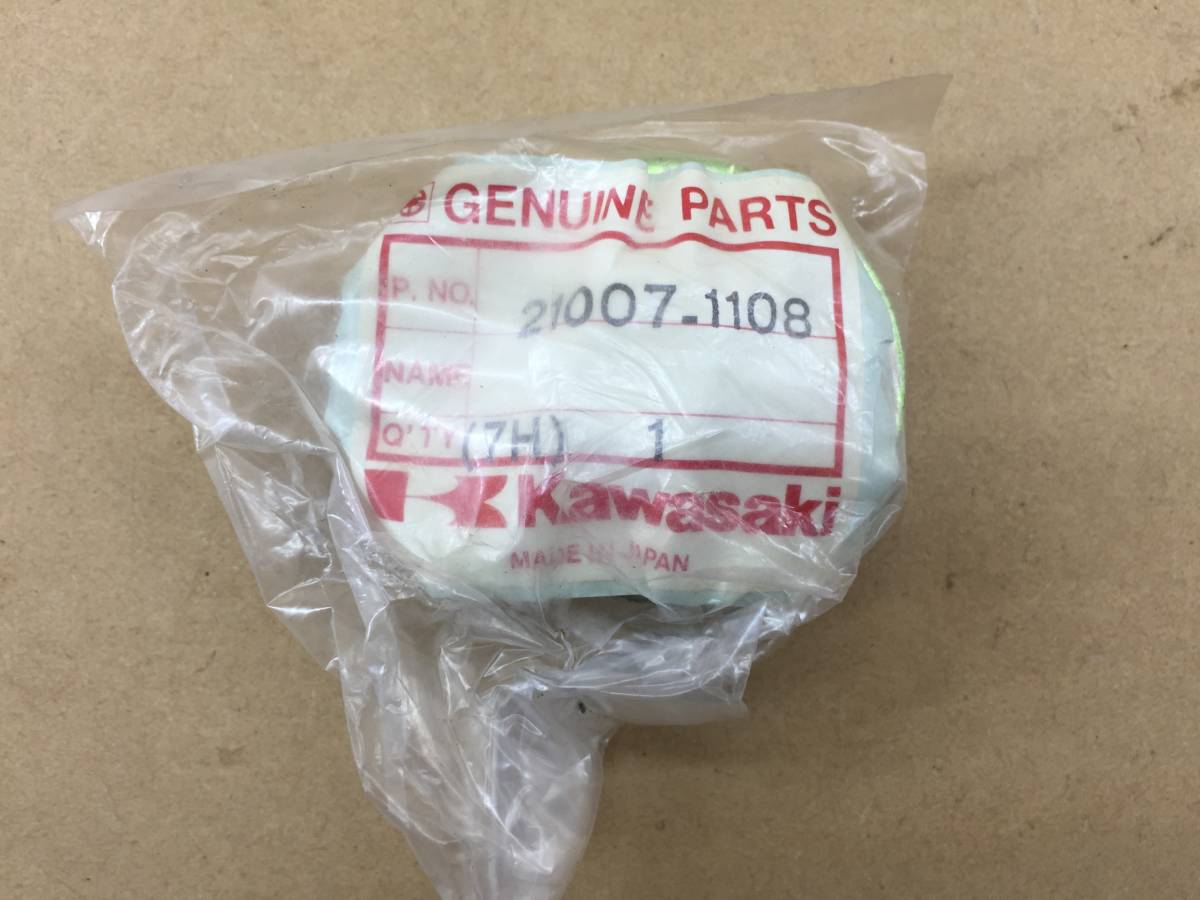 GENUINE PARTS
P. NO. 21007-1108
NAME
Q'TY (7H) 1
Kawasaki
MADE IN JAPAN